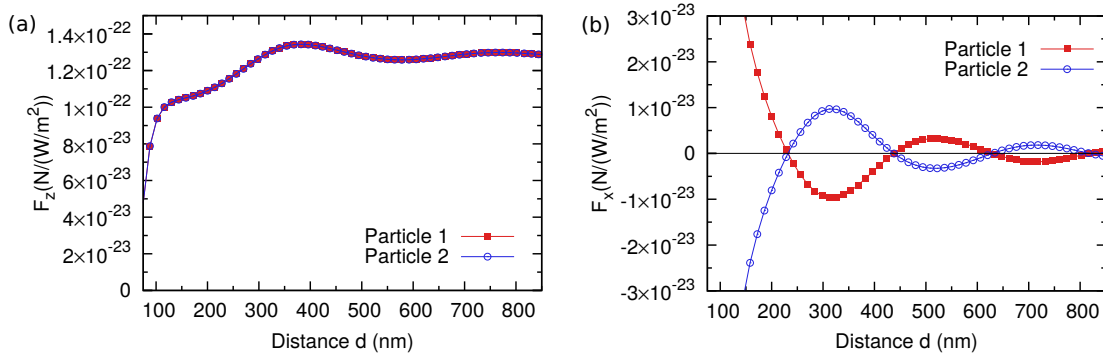 (a)
F_z(N/(W/m²))
1.4×10⁻²²
1.2×10⁻²²
1×10⁻²²
8×10⁻²³
6×10⁻²³
4×10⁻²³
2×10⁻²³
0
Particle 1
Particle 2
100 200 300 400 500 600 700 800
Distance d (nm)
(b)
F_x(N/(W/m²))
3×10⁻²³
2×10⁻²³
1×10⁻²³
0
-1×10⁻²³
-2×10⁻²³
-3×10⁻²³
Particle 1
Particle 2
100 200 300 400 500 600 700 800
Distance d (nm)